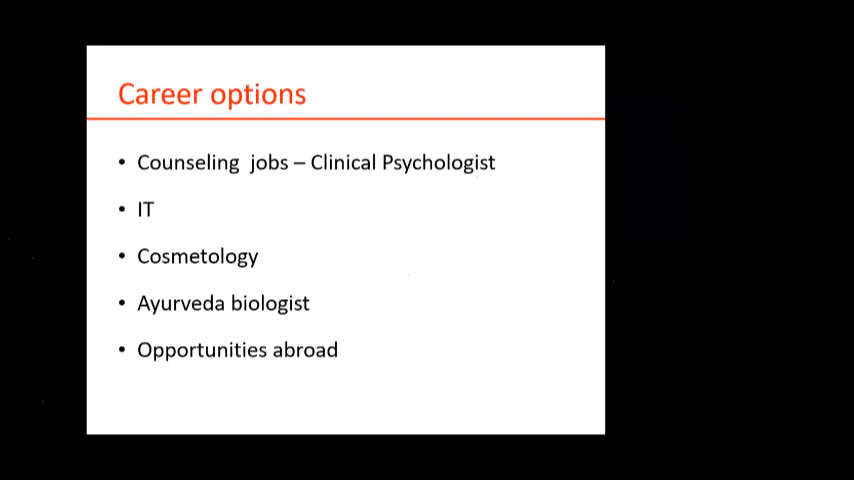 Career options
• Counseling  jobs – Clinical Psychologist
• IT
• Cosmetology
• Ayurveda biologist
• Opportunities abroad